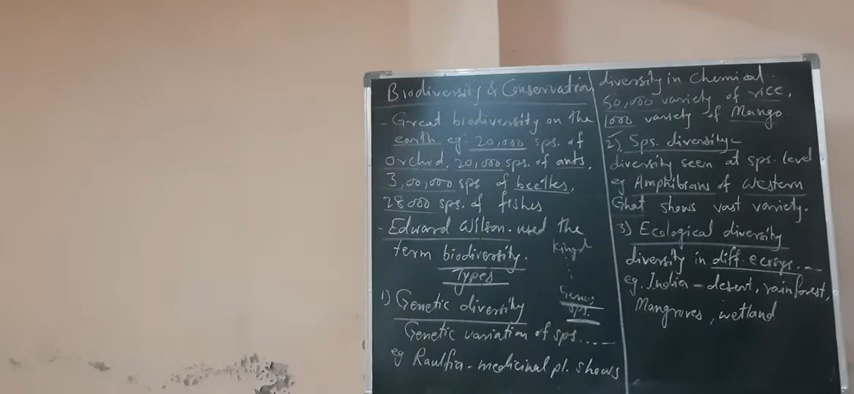 Biodiversity & Conservation
- Great biodiversity on the
earth eg. 20,000 sps. of
orchid, 20,000 sps. of ants,
3,00,000 sps of beetles,
28000 sps. of fishes
- Edward Wilson. used the
term biodiversity.
Kingd
:
Genus
sps.
Types
1) Genetic diversity
Genetic variation of sps.....
eg Raulfia - medicinal pl. shows
diversity in Chemical.
50,000 variety of rice,
1000 variety of Mango
2) Sps. diversity-
diversity seen at sps. level
eg Amphibians of Western
Ghat shows vast variety.
3) Ecological diversity
diversity in diff. ecosys....
eg. India - desert, rainforest,
Mangroves, wetland